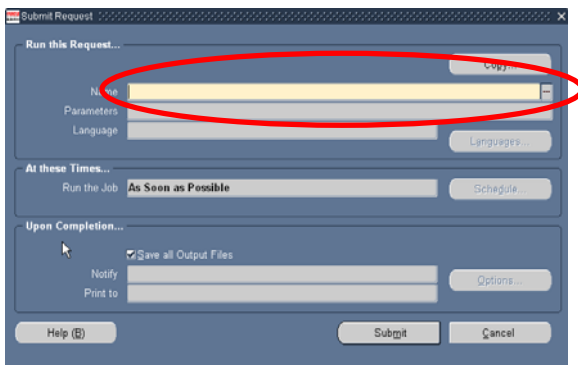 Submit Request
Run this Request...
Copy...
Name
Parameters
Language
Languages...
At these Times...
Run the Job As Soon as Possible
Schedule...
Upon Completion...
Save all Output Files
Notify
Options...
Print to
Help (B)
Submit
Cancel